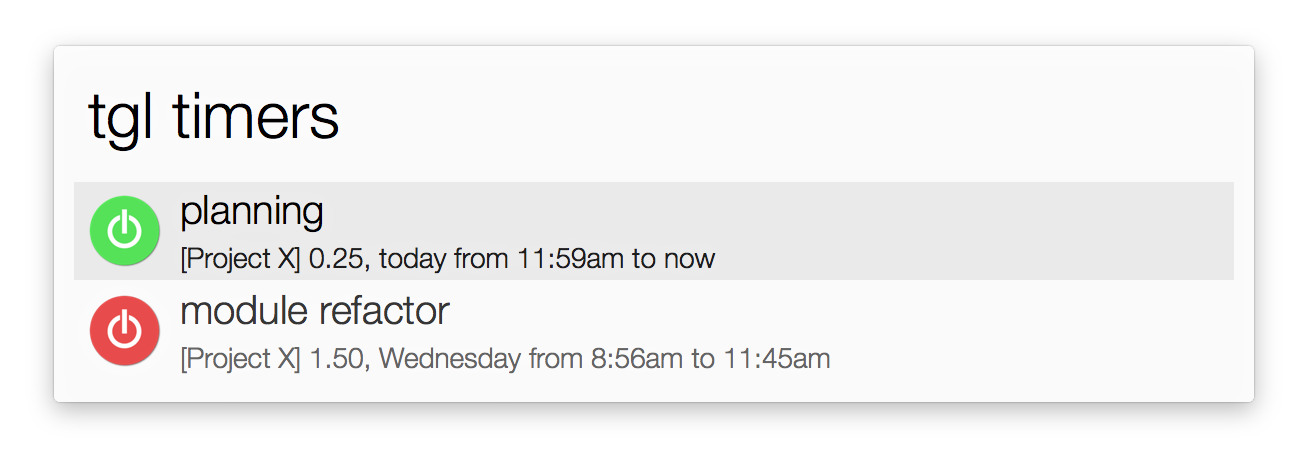 tgl timers
planning
[Project X] 0.25, today from 11:59am to now
module refactor
[Project X] 1.50, Wednesday from 8:56am to 11:45am